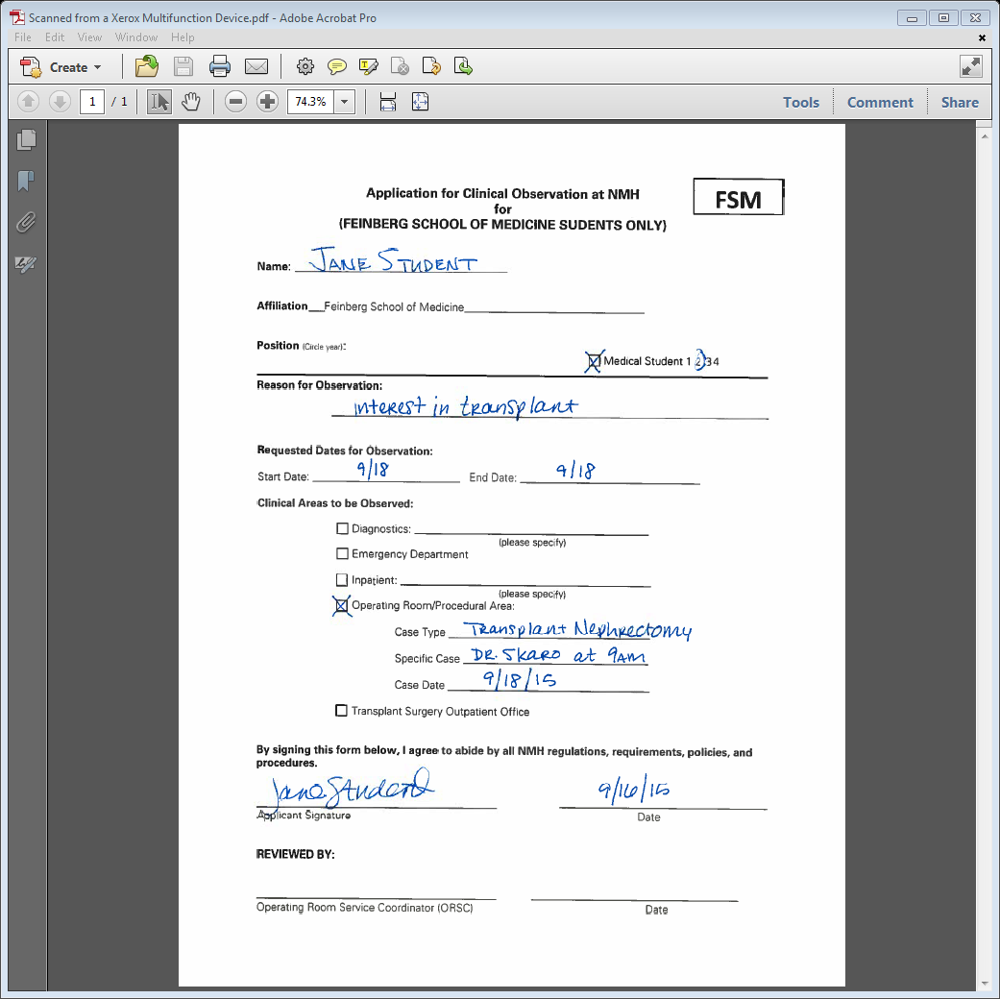 Scanned from a Xerox Multifunction Device.pdf - Adobe Acrobat Pro
File Edit View Window Help
Create
1 / 1 74.3% Tools Comment Share
Application for Clinical Observation at NMH
for
(FEINBERG SCHOOL OF MEDICINE SUDENTS ONLY)
FSM
Name: JANE STUDENT
Affiliation Feinberg School of Medicine
Position (Circle year):
Medical Student 1 2 3 4
Reason for Observation:
interest in transplant
Requested Dates for Observation:
Start Date: 9/18 End Date: 9/18
Clinical Areas to be Observed:
Diagnostics:
(please specify)
Emergency Department
Inpatient:
(please specify)
Operating Room/Procedural Area:
Case Type Transplant Nephrectomy
Specific Case DR. SKARO at 9AM
Case Date 9/18/15
Transplant Surgery Outpatient Office
By signing this form below, I agree to abide by all NMH regulations, requirements, policies, and
procedures.
Jane Student 9/16/15
Applicant Signature Date
REVIEWED BY:
Operating Room Service Coordinator (ORSC) Date